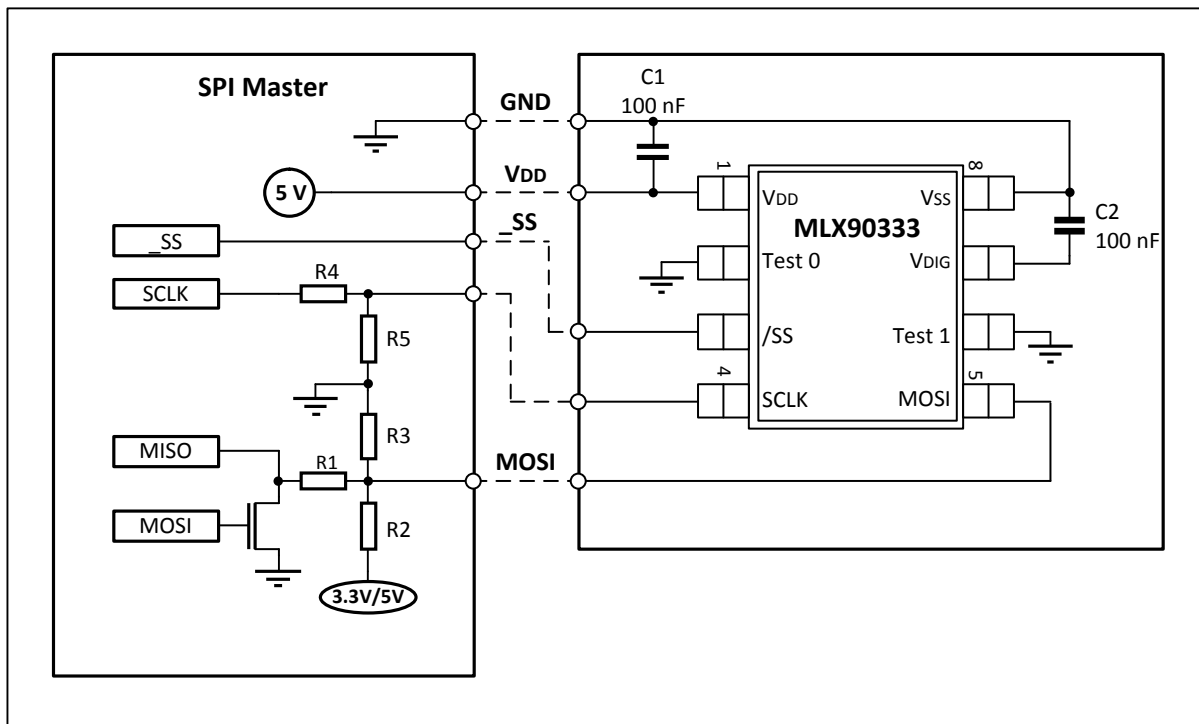 SPI Master
GND
C1
100 nF
5 V
VDD
_SS
_SS
SCLK
R4
R5
R3
MISO
R1
MOSI
MOSI
R2
3.3V/5V
1
8
VDD
VSS
MLX90333
C2
100 nF
Test 0
VDIG
/SS
Test 1
4
5
SCLK
MOSI